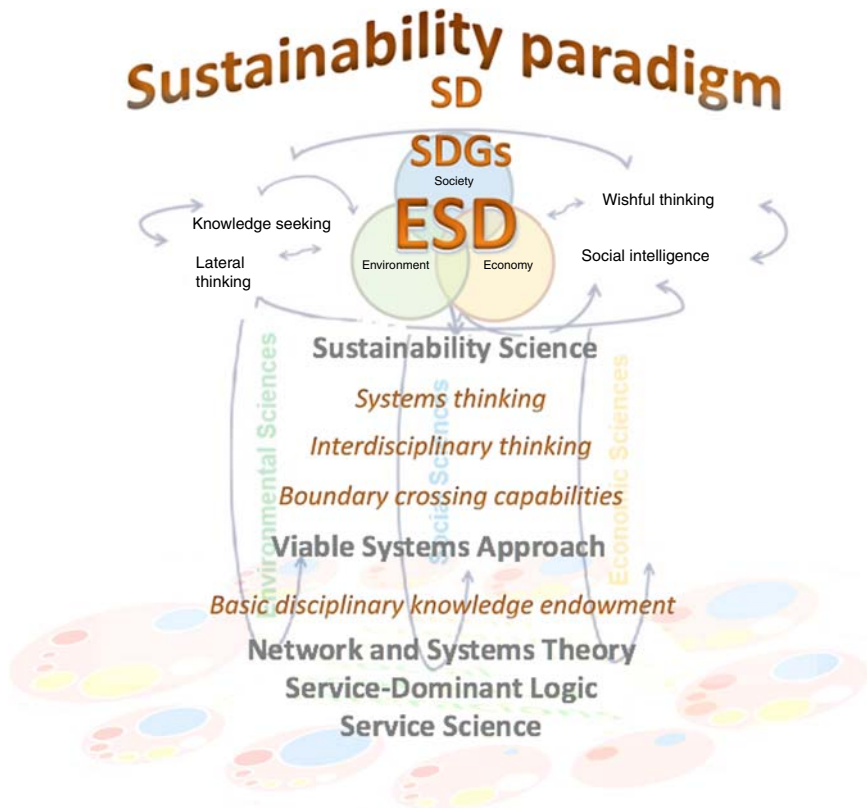 Sustainability paradigm
SD
SDGs
Society
ESD
Environment
Economy
Knowledge seeking
Lateral
thinking
Wishful thinking
Social intelligence
Sustainability Science
Systems thinking
Interdisciplinary thinking
Boundary crossing capabilities
Viable Systems Approach
Basic disciplinary knowledge endowment
Network and Systems Theory
Service-Dominant Logic
Service Science
Environmental Sciences
Social Sciences
Economic Sciences